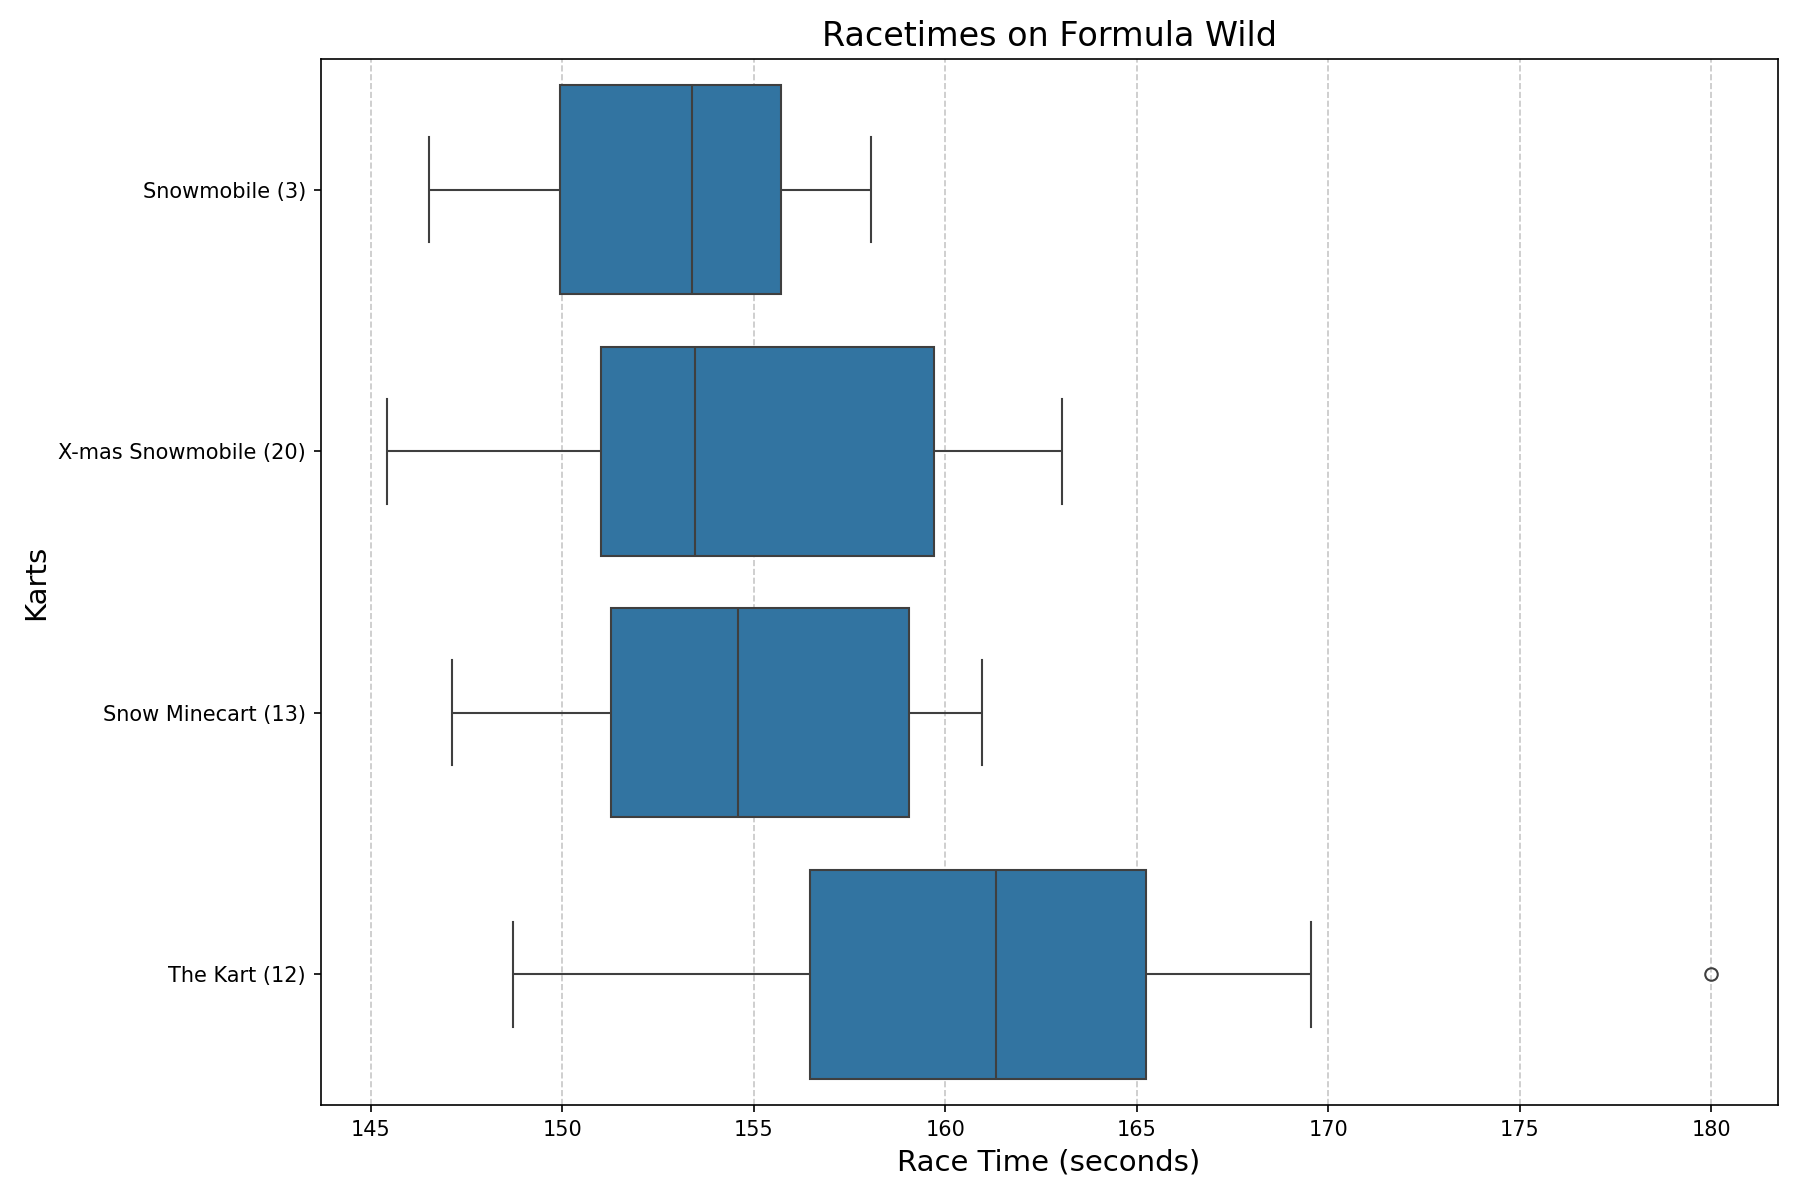 Racetimes on Formula Wild
Karts
Snowmobile (3)
X-mas Snowmobile (20)
Snow Minecart (13)
The Kart (12)
145 150 155 160 165 170 175 180
Race Time (seconds)